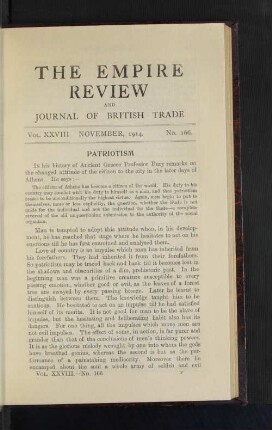 THE EMPIRE
REVIEW
AND
JOURNAL OF BRITISH TRADE
VOL. XXVIII. NOVEMBER, 1914. No. 166.
PATRIOTISM
In his history of Ancient Greece Professor Bury remarks on
the changed attitude of the citizen to the city in the later days of
Athens. He says:—
The citizen of Athens has become a citizen of the world. His duty to his
country may conflict with his duty to himself as a man, and thus patriotism
ceases to be unconditionally the highest virtue. Again, men begin to put to
themselves, more or less explicitly, the question, whether the State is not
made for the individual and not the individual for the State—a complete
reversal of the old unquestioning submission to the authority of the social
organism.
Man is tempted to adopt this attitude when, in his develop-
ment, he has reached that stage where he hesitates to act on his
emotions till he has first examined and analysed them.
Love of country is an impulse which man has inherited from
his forefathers. They had inherited it from their forefathers.
So patriotism may be traced back and back till it becomes lost in
the shadows and obscurities of a dim, prehistoric past. In the
beginning man was a primitive creature susceptible to every
passing emotion, whether good or evil, as the leaves of a forest
tree are swayed by every passing breeze. Later he learnt to
distinguish between them. The knowledge taught him to be
cautious. He hesitated to act on an impulse till he had satisfied
himself of its merits. It is not good for man to be the slave of
impulse, but the hesitating and deliberating habit also has its
dangers. For one thing, all the impulses which move men are
not evil impulses. The effect of some, in action, is far purer and
grander than that of the conclusions of men's thinking powers.
It is as the glorious melody wrought by one into whom the gods
have breathed genius, whereas the second is but as the per-
formance of a painstaking mediocrity. Moreover there be
encamped about the soul a whole army of selfish and evil
VOL. XXVIII.—No. 166